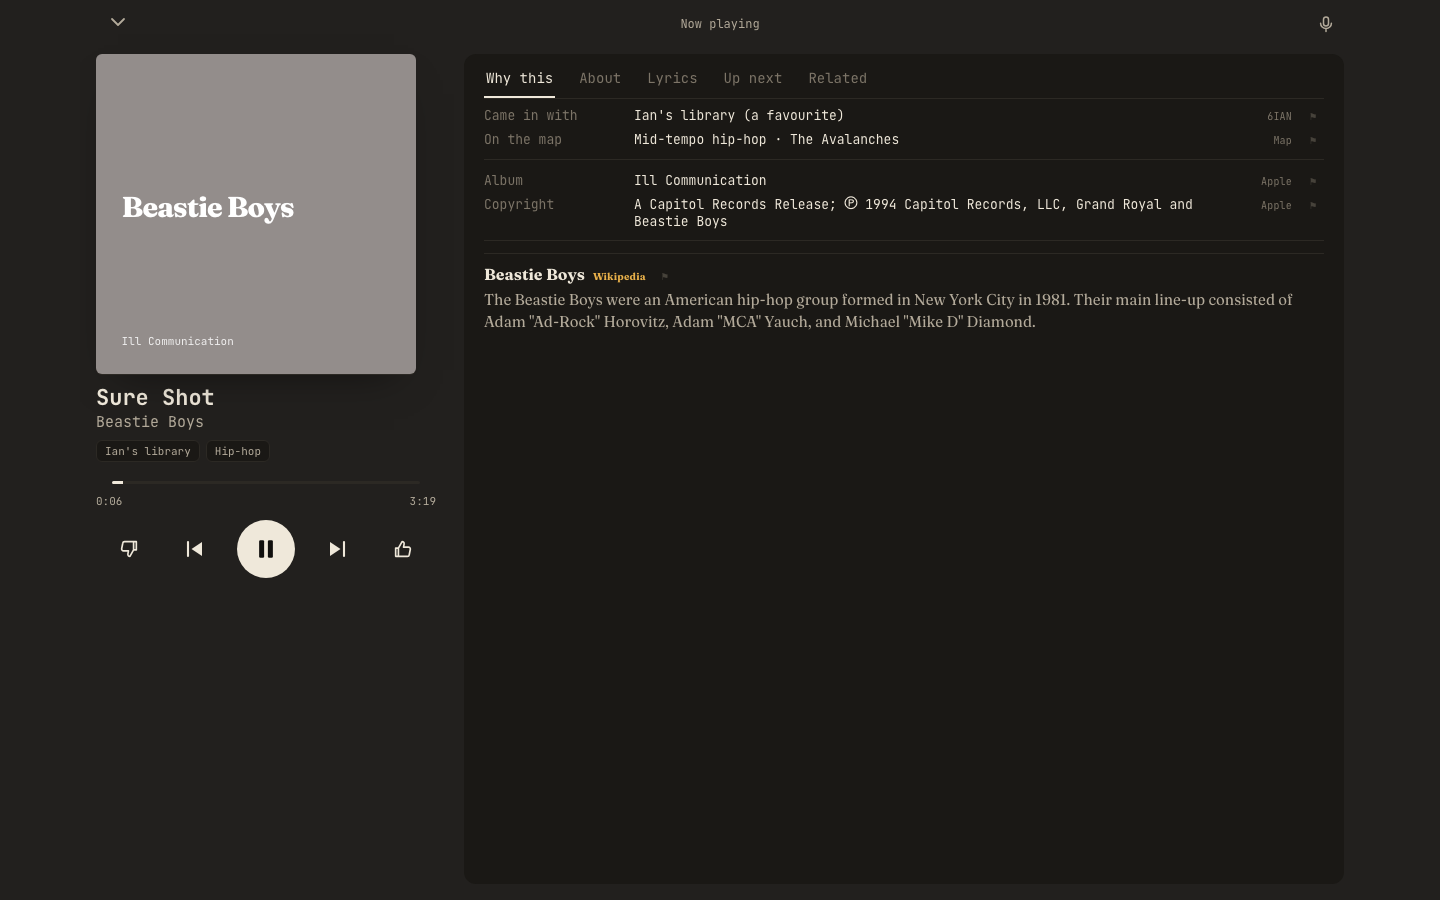 Now playing
Beastie Boys
Ill Communication
Sure Shot
Beastie Boys
Ian's library Hip-hop
0:06 3:19
Why this About Lyrics Up next Related
Came in with Ian's library (a favourite) 6IAN
On the map Mid-tempo hip-hop · The Avalanches Map
Album Ill Communication Apple
Copyright A Capitol Records Release; ℗ 1994 Capitol Records, LLC, Grand Royal and Apple
Beastie Boys
Beastie Boys Wikipedia
The Beastie Boys were an American hip-hop group formed in New York City in 1981. Their main line-up consisted of
Adam "Ad-Rock" Horovitz, Adam "MCA" Yauch, and Michael "Mike D" Diamond.